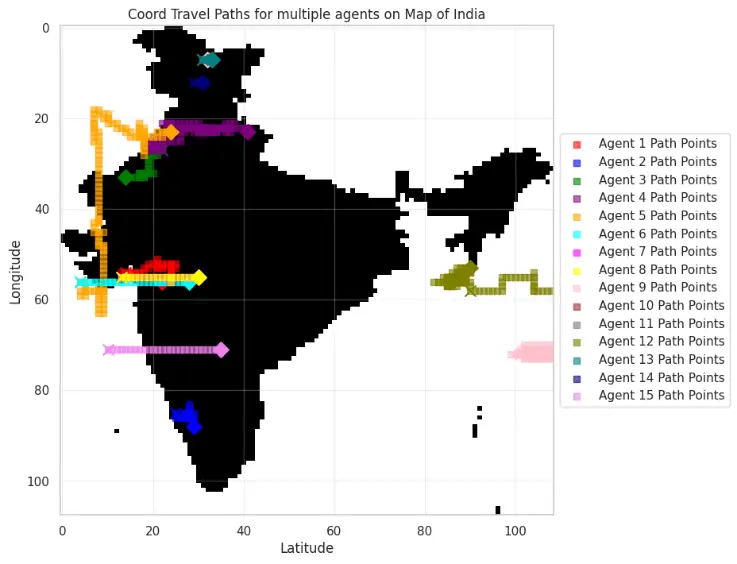 Coord Travel Paths for multiple agents on Map of India
0
20
40
60
80
100
Longitude
0
20
40
60
80
100
Latitude
Agent 1 Path Points
Agent 2 Path Points
Agent 3 Path Points
Agent 4 Path Points
Agent 5 Path Points
Agent 6 Path Points
Agent 7 Path Points
Agent 8 Path Points
Agent 9 Path Points
Agent 10 Path Points
Agent 11 Path Points
Agent 12 Path Points
Agent 13 Path Points
Agent 14 Path Points
Agent 15 Path Points